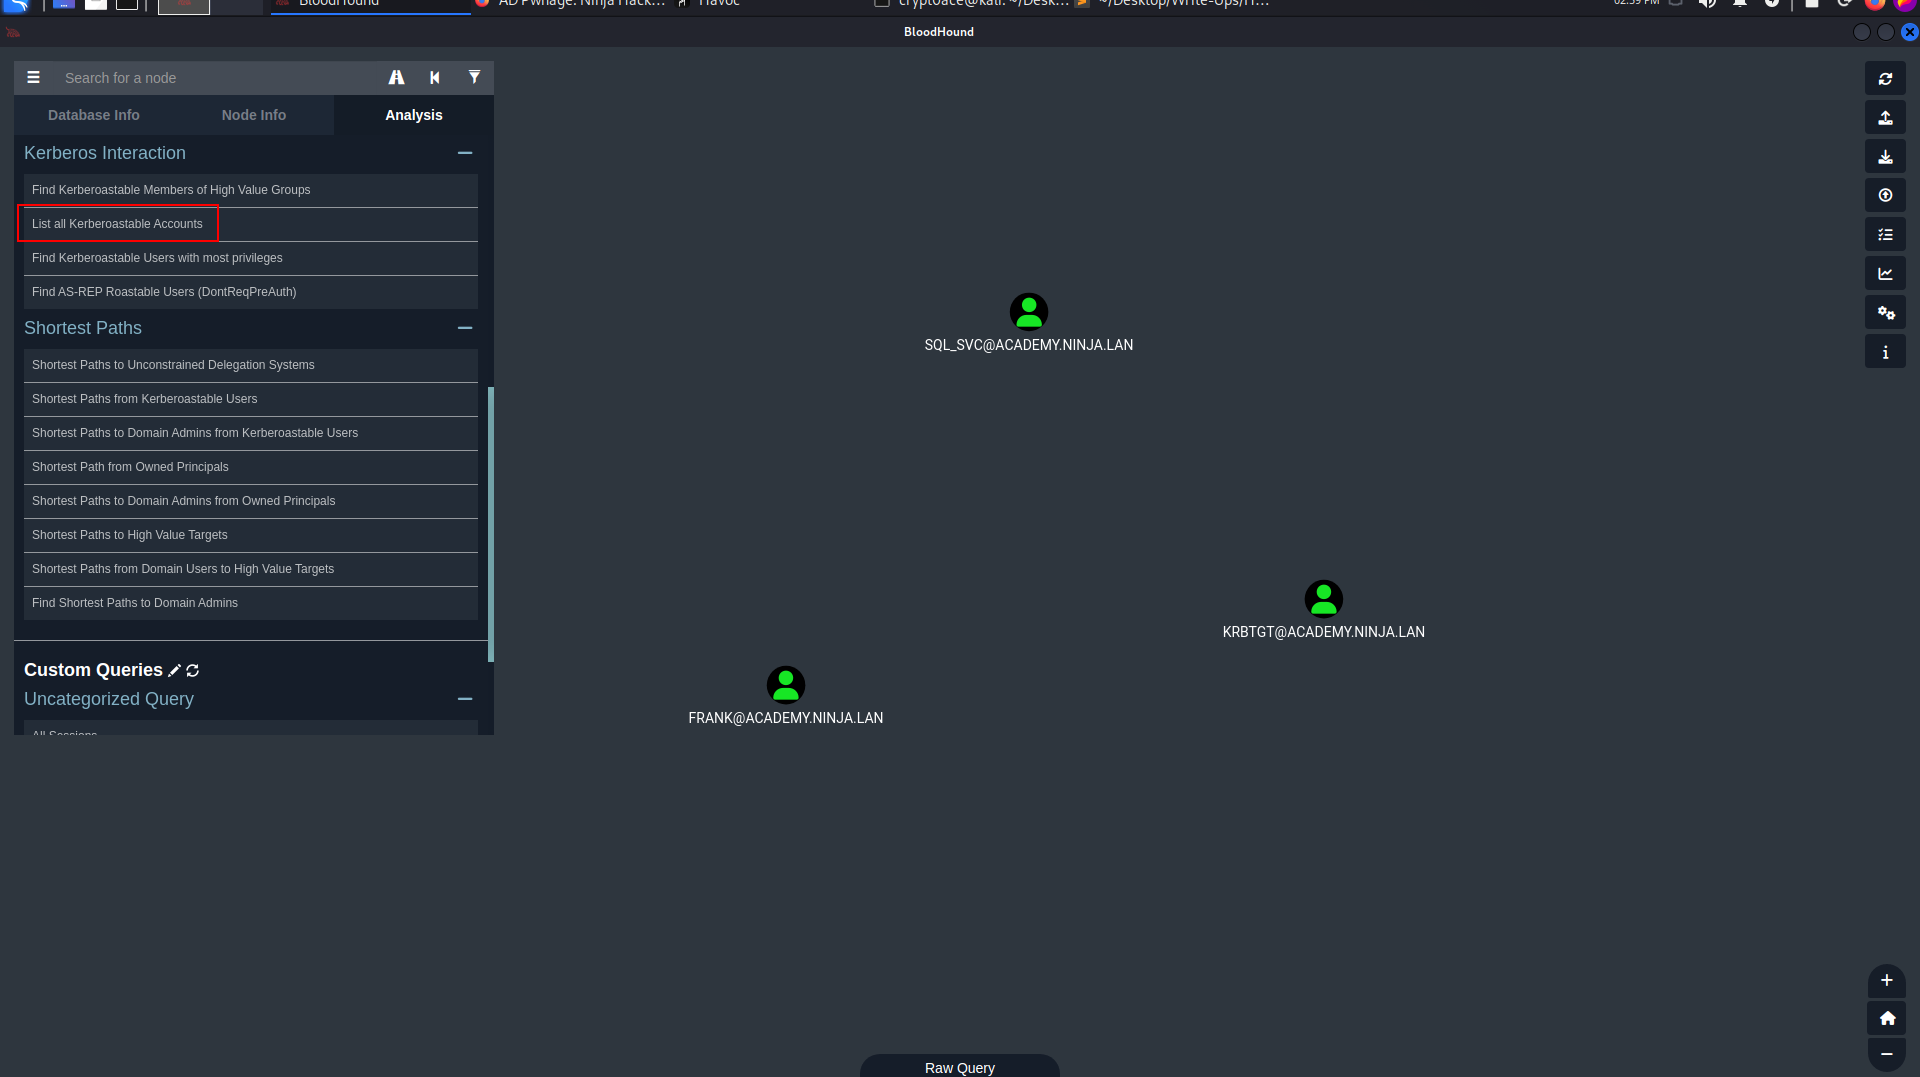 BloodHound
AD Pwnage: Ninja Hack...
Havoc
cryptoace@kali: ~/Desk...
~/Desktop/Write-Ups/H...
02:59 PM
BloodHound
Search for a node
Database Info
Node Info
Analysis
Kerberos Interaction
Find Kerberoastable Members of High Value Groups
List all Kerberoastable Accounts
Find Kerberoastable Users with most privileges
Find AS-REP Roastable Users (DontReqPreAuth)
Shortest Paths
Shortest Paths to Unconstrained Delegation Systems
Shortest Paths from Kerberoastable Users
Shortest Paths to Domain Admins from Kerberoastable Users
Shortest Path from Owned Principals
Shortest Paths to Domain Admins from Owned Principals
Shortest Paths to High Value Targets
Shortest Paths from Domain Users to High Value Targets
Find Shortest Paths to Domain Admins
Custom Queries
Uncategorized Query
All Sessions
SQL_SVC@ACADEMY.NINJA.LAN
KRBTGT@ACADEMY.NINJA.LAN
FRANK@ACADEMY.NINJA.LAN
Raw Query